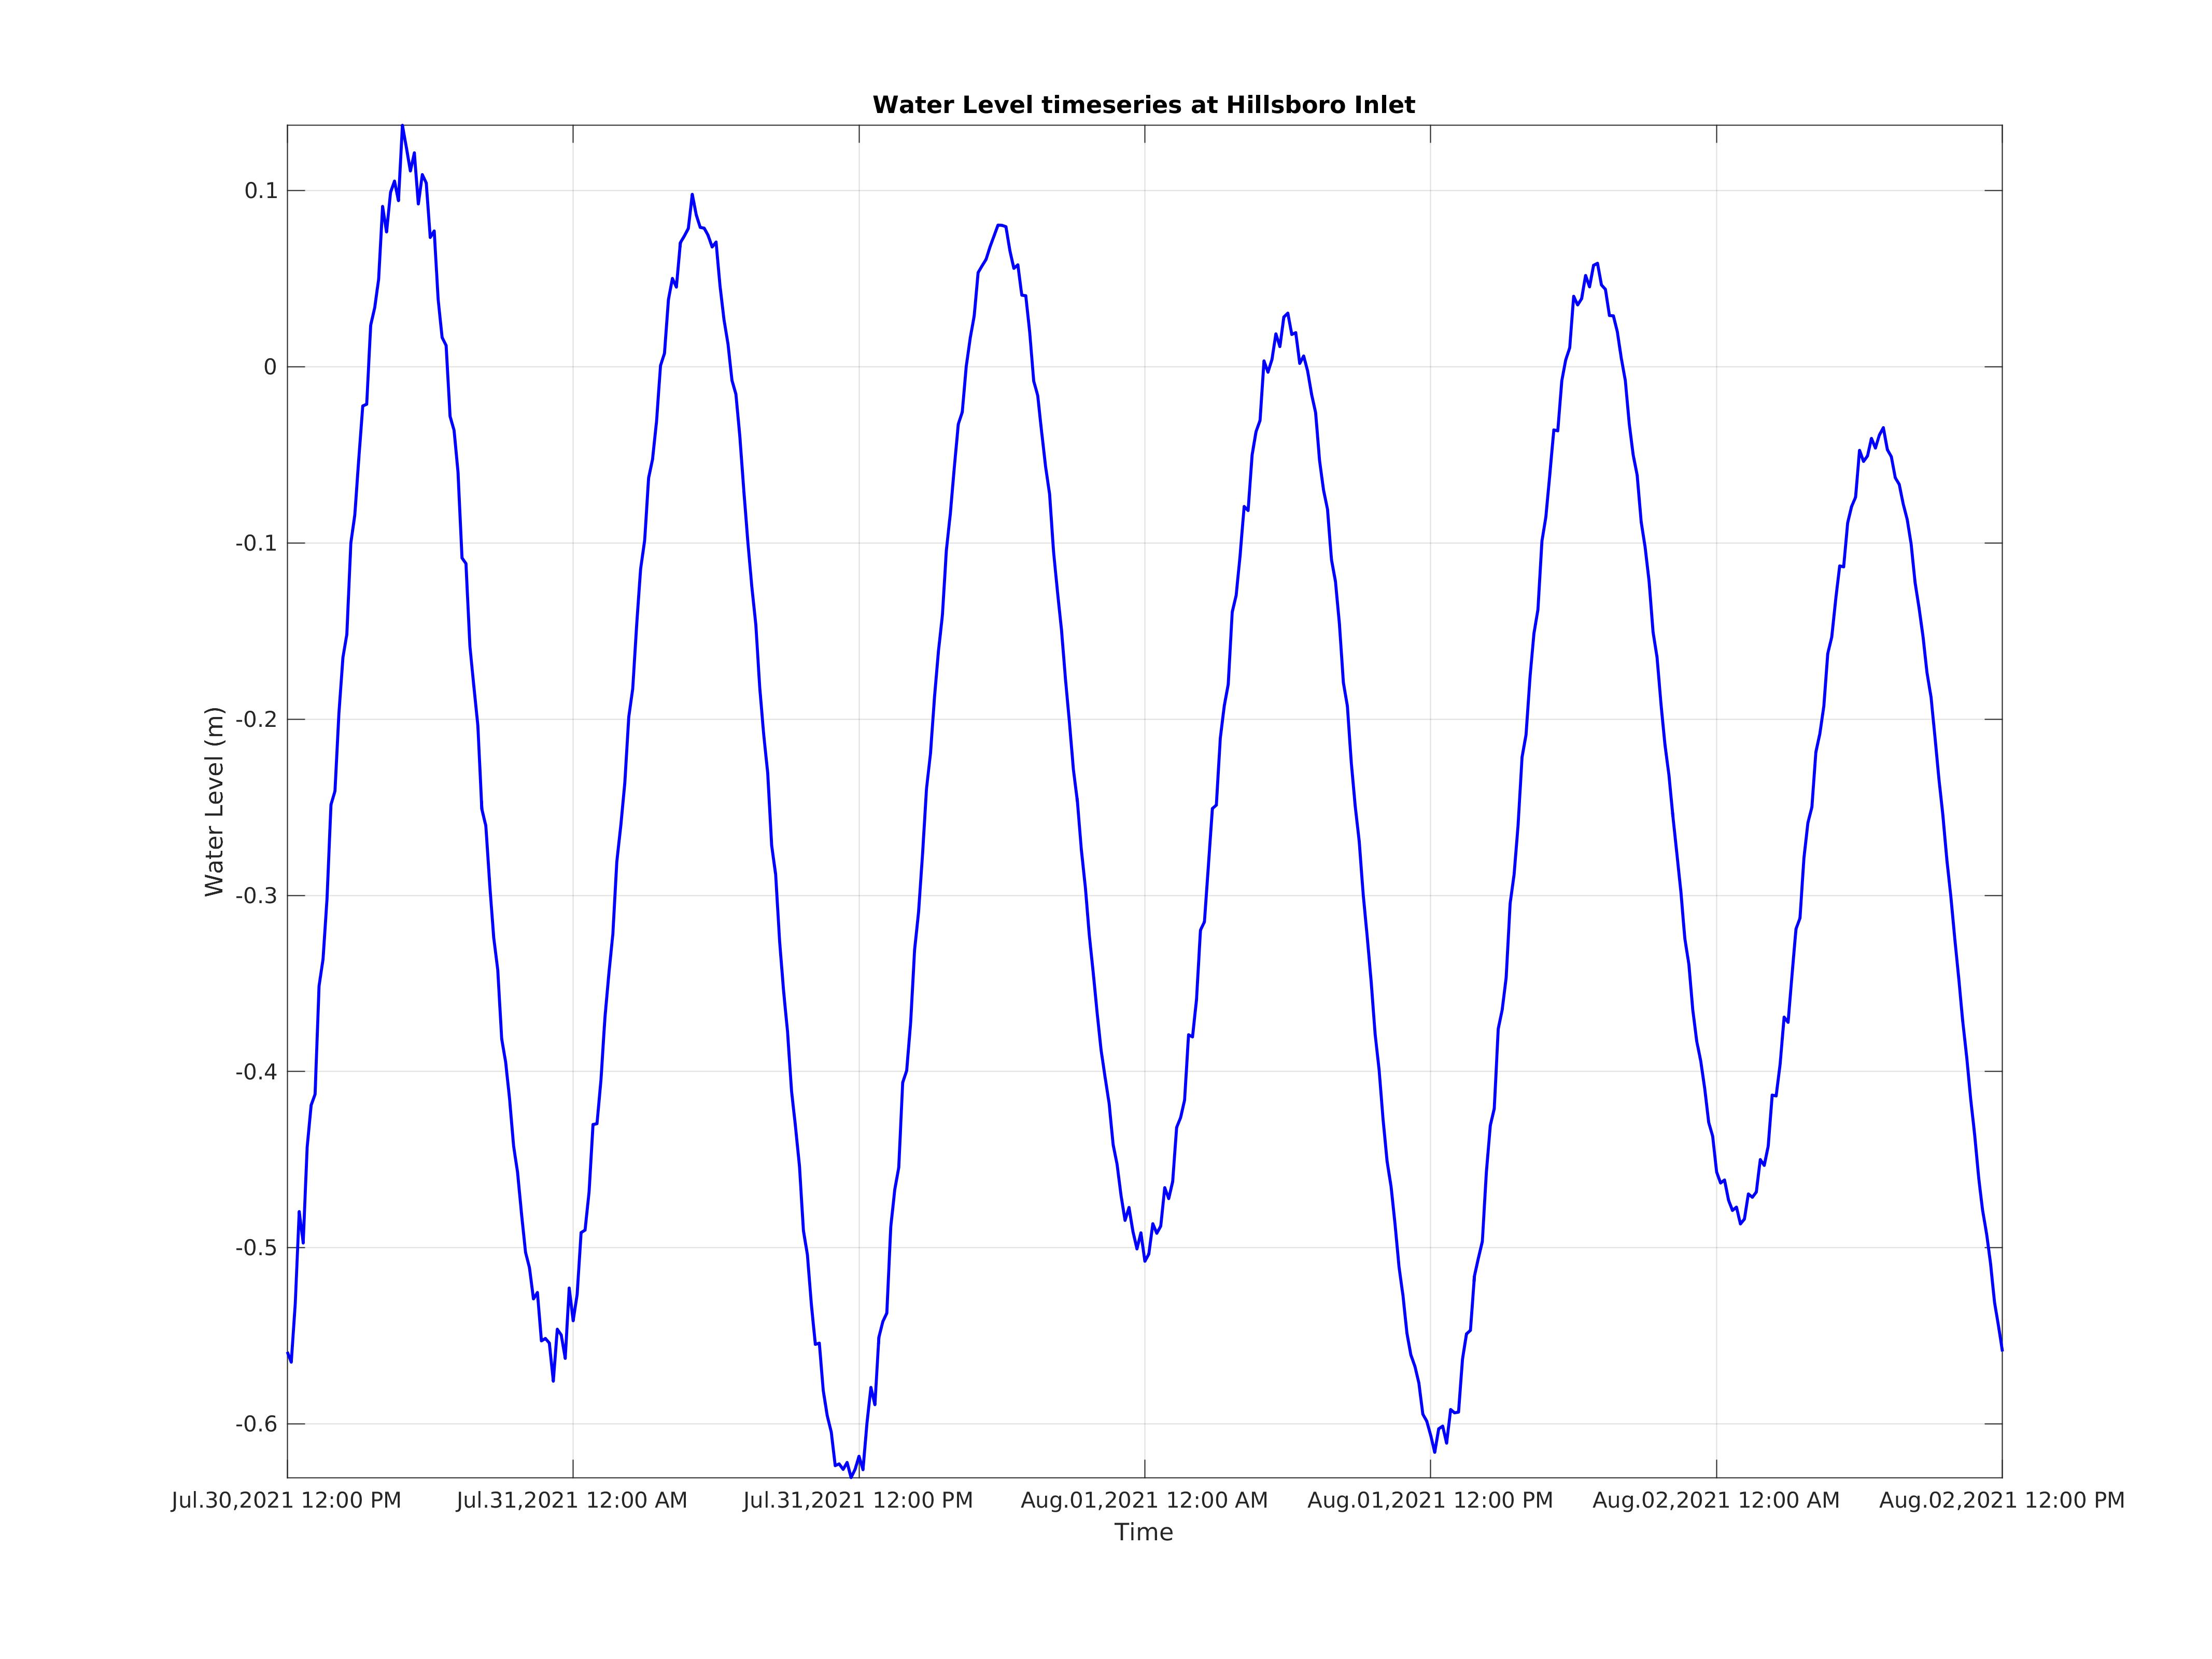 Water Level timeseries at Hillsboro Inlet
0.1
0
-0.1
-0.2
-0.3
-0.4
-0.5
-0.6
Water Level (m)
Jul.30,2021 12:00 PM
Jul.31,2021 12:00 AM
Jul.31,2021 12:00 PM
Aug.01,2021 12:00 AM
Aug.01,2021 12:00 PM
Aug.02,2021 12:00 AM
Aug.02,2021 12:00 PM
Time